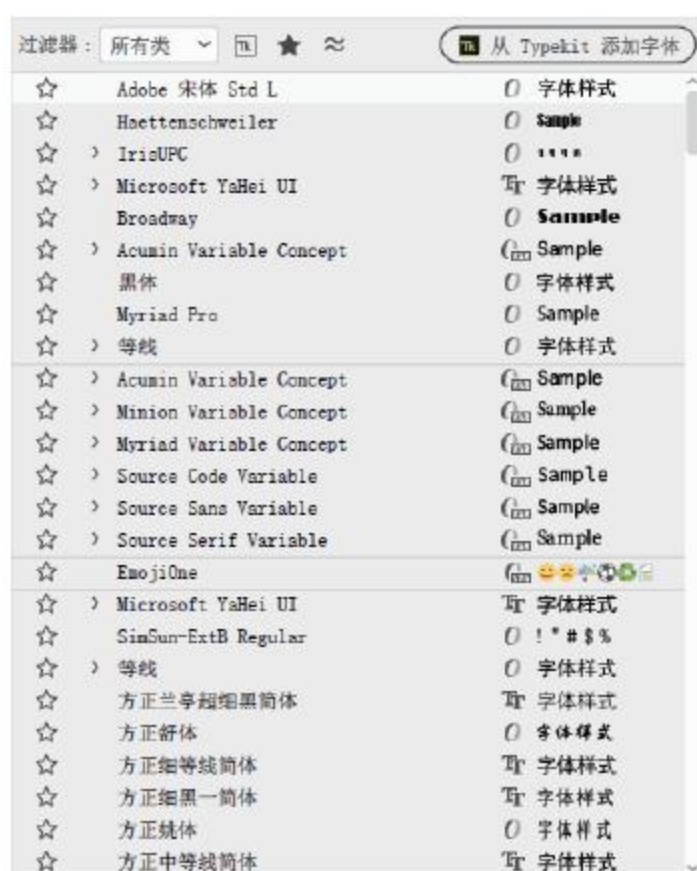 过滤器： 所有类 Tk 从 Typekit 添加字体
Adobe 宋体 Std L 字体样式
Haettenschweiler Sample
IrisUPC
Microsoft YaHei UI 字体样式
Broadway Sample
Acumin Variable Concept Sample
黑体 字体样式
Myriad Pro Sample
等线 字体样式
Acumin Variable Concept Sample
Minion Variable Concept Sample
Myriad Variable Concept Sample
Source Code Variable Sample
Source Sans Variable Sample
Source Serif Variable Sample
EmojiOne
Microsoft YaHei UI 字体样式
SimSun-ExtB Regular ! " # $ %
等线 字体样式
方正兰亭超细黑简体 字体样式
方正舒体 字体样式
方正细等线简体 字体样式
方正细黑一简体 字体样式
方正姚体 字体样式
方正中等线简体 字体样式